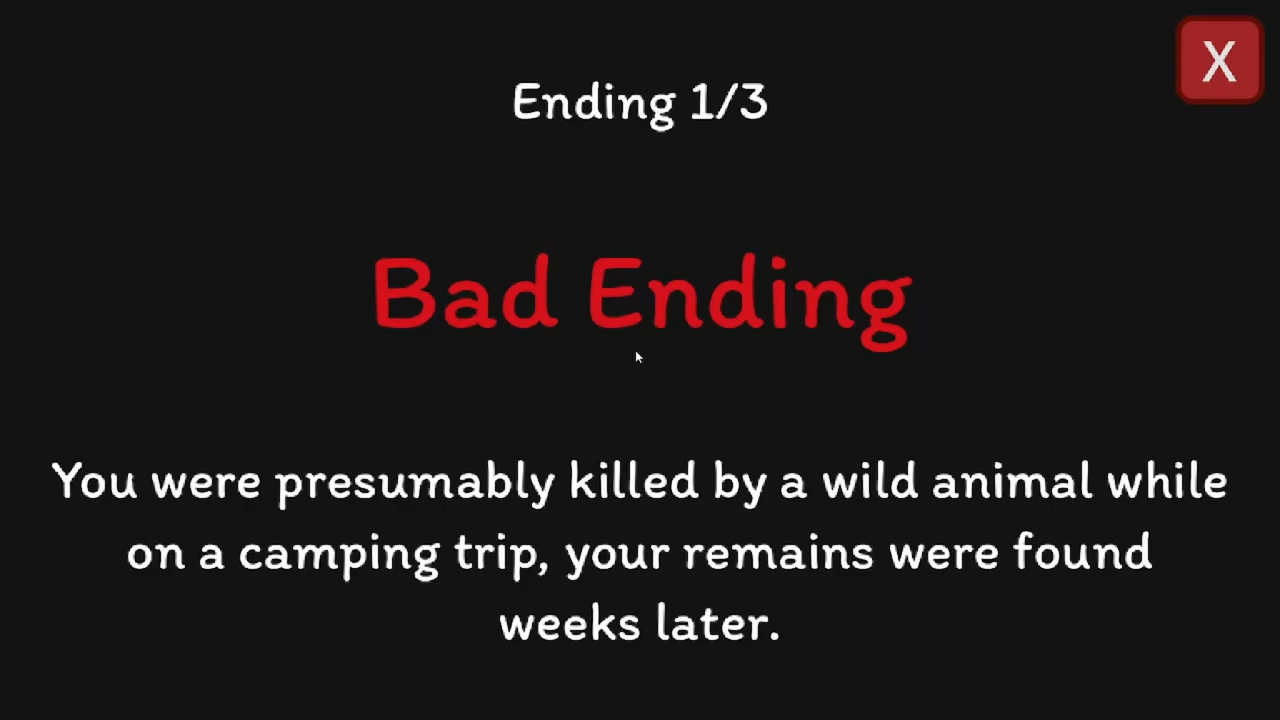 X
Ending 1/3
Bad Ending
You were presumably killed by a wild animal while
on a camping trip, your remains were found
weeks later.